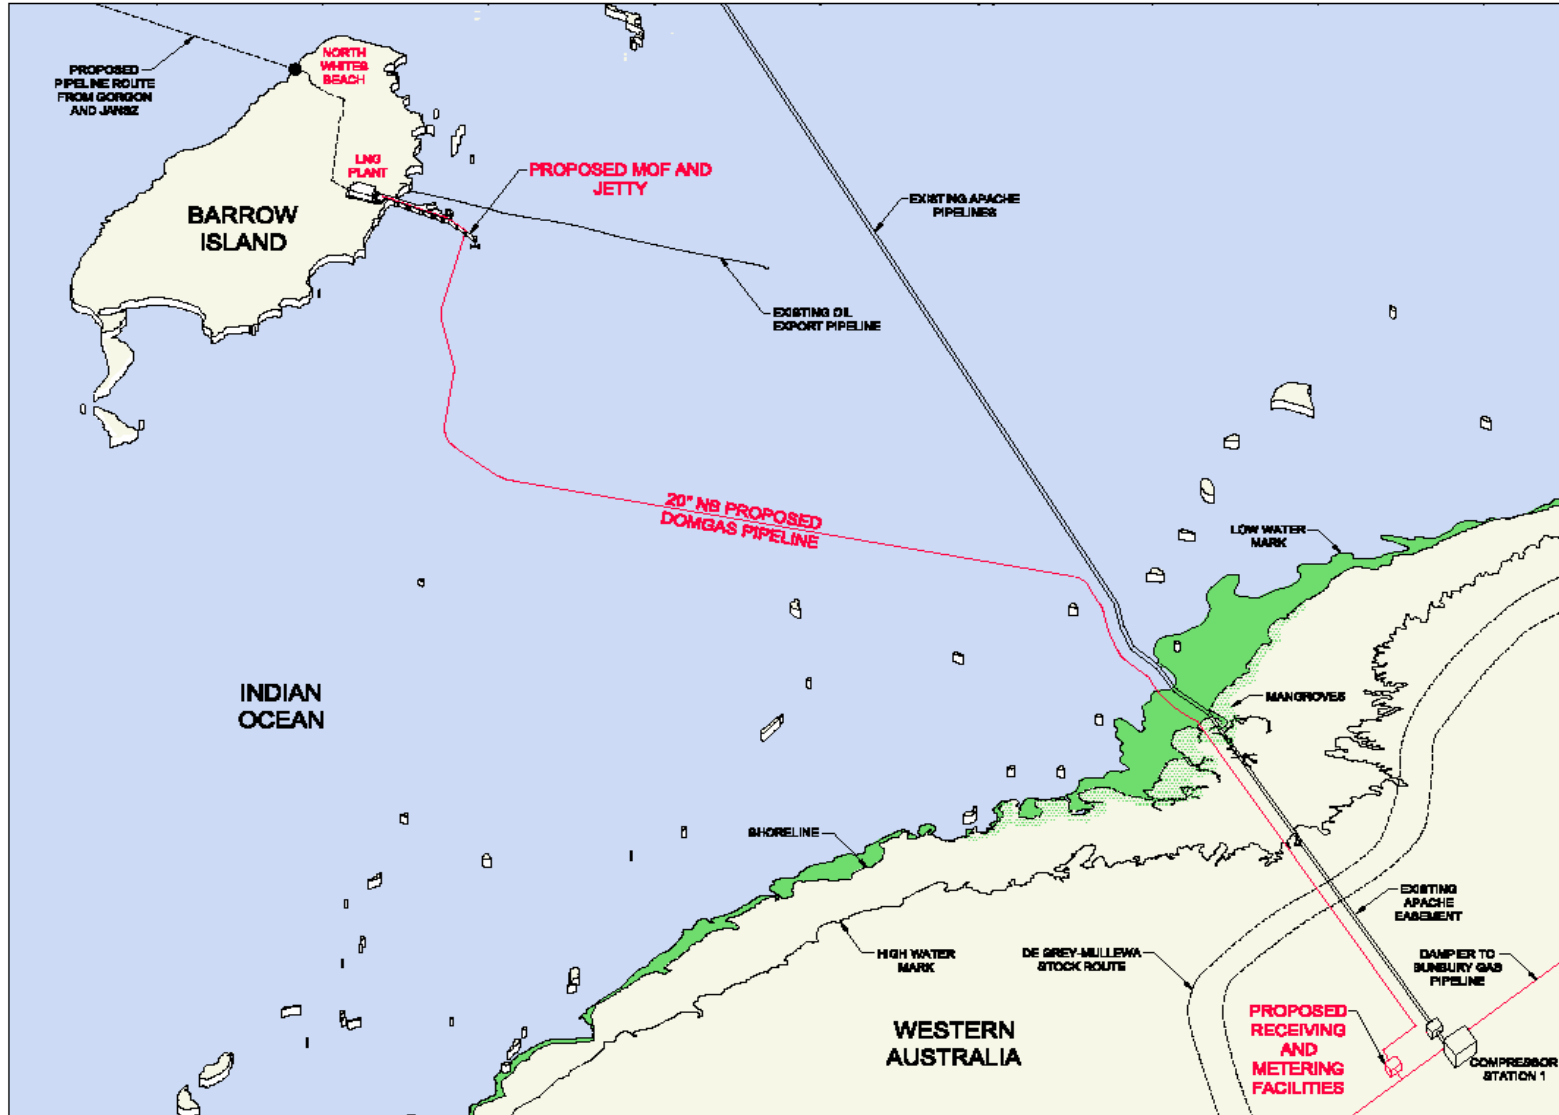 PROPOSED
PIPELINE ROUTE
FROM GORGON
AND JANSZ
NORTH
WHITES
BEACH
LNG
PLANT
PROPOSED MOF AND
JETTY
BARROW
ISLAND
EXISTING APACHE
PIPELINES
EXISTING OIL
EXPORT PIPELINE
20" NB PROPOSED
DOMGAS PIPELINE
LOW WATER
MARK
INDIAN
OCEAN
MANGROVES
SHORELINE
EXISTING
APACHE
EASEMENT
HIGH WATER
MARK
DE GREY-MULLEWA
STOCK ROUTE
DAMPIER TO
BUNBURY GAS
PIPELINE
WESTERN
AUSTRALIA
PROPOSED
RECEIVING
AND
METERING
FACILITIES
COMPRESSOR
STATION 1